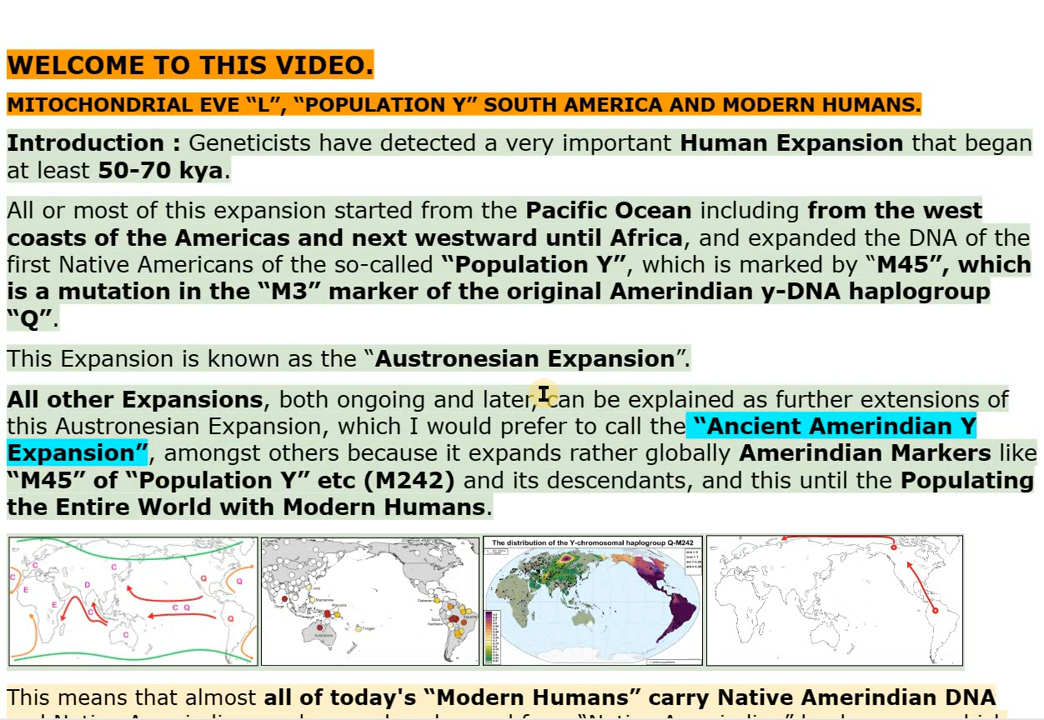 WELCOME TO THIS VIDEO.
MITOCHONDRIAL EVE “L”, “POPULATION Y” SOUTH AMERICA AND MODERN HUMANS.
Introduction : Geneticists have detected a very important Human Expansion that began
at least 50-70 kya.
All or most of this expansion started from the Pacific Ocean including from the west
coasts of the Americas and next westward until Africa, and expanded the DNA of the
first Native Americans of the so-called “Population Y”, which is marked by “M45”, which
is a mutation in the “M3” marker of the original Amerindian y-DNA haplogroup
“Q”.
This Expansion is known as the “Austronesian Expansion”.
All other Expansions, both ongoing and later, can be explained as further extensions of
this Austronesian Expansion, which I would prefer to call the “Ancient Amerindian Y
Expansion”, amongst others because it expands rather globally Amerindian Markers like
“M45” of “Population Y” etc (M242) and its descendants, and this until the Populating
the Entire World with Modern Humans.
The distribution of the Y-chromosomal haplogroup Q-M242
C C C Q Q
E D
E C C Q Q
C
This means that almost all of today's “Modern Humans” carry Native Amerindian DNA